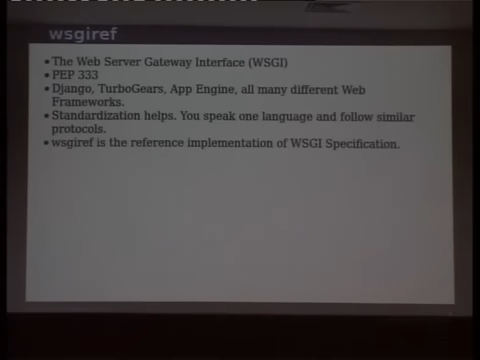 wsgiref
• The Web Server Gateway Interface (WSGI)
• PEP 333
• Django, TurboGears, App Engine, all many different Web
Frameworks.
• Standardization helps. You speak one language and follow similar
protocols.
• wsgiref is the reference implementation of WSGI Specification.